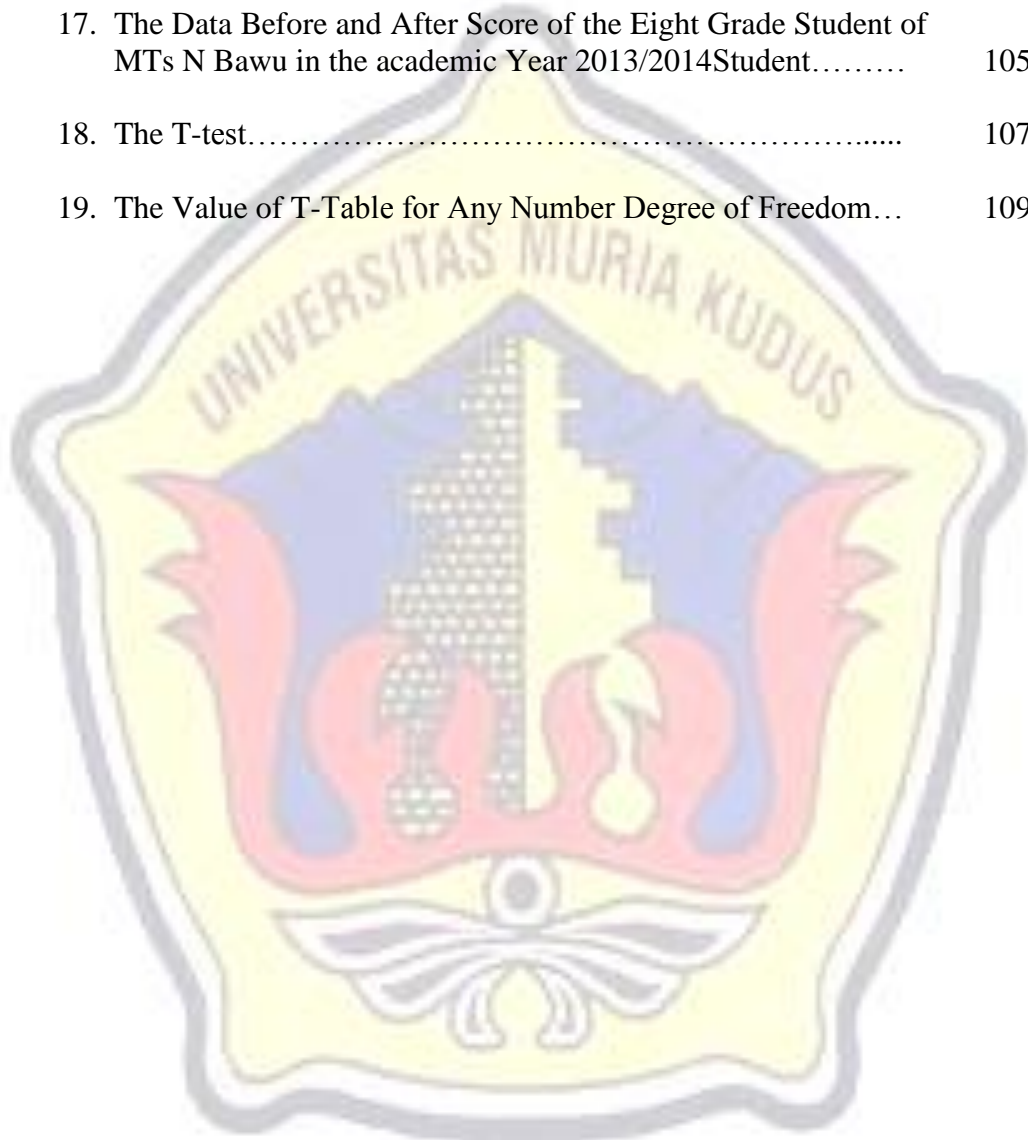 17. The Data Before and After Score of the Eight Grade Student of
MTs N Bawu in the academic Year 2013/2014Student……… 105
18. The T-test……………………………………………………...... 107
19. The Value of T-Table for Any Number Degree of Freedom… 109
UNIVERSITAS MURIA KUDUS